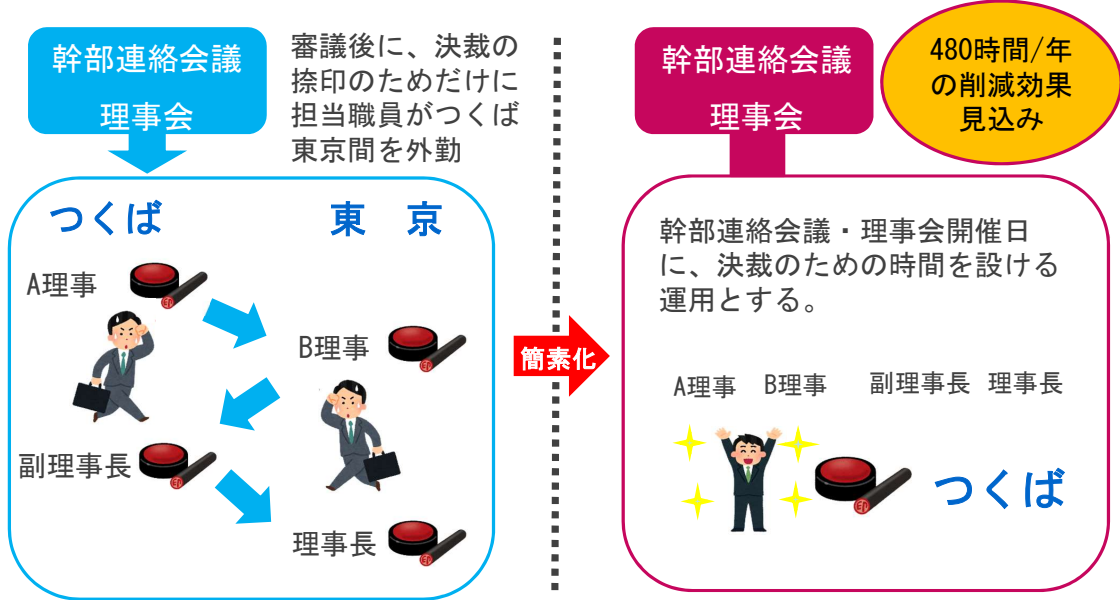 幹部連絡会議
理事会
審議後に、決裁の
捺印のためだけに
担当職員がつくば
東京間を外勤
つくば
東 京
A理事
B理事
副理事長
理事長
簡素化
幹部連絡会議
理事会
480時間/年
の削減効果
見込み
幹部連絡会議・理事会開催日
に、決裁のための時間を設ける
運用とする。
A理事 B理事 副理事長 理事長
つくば